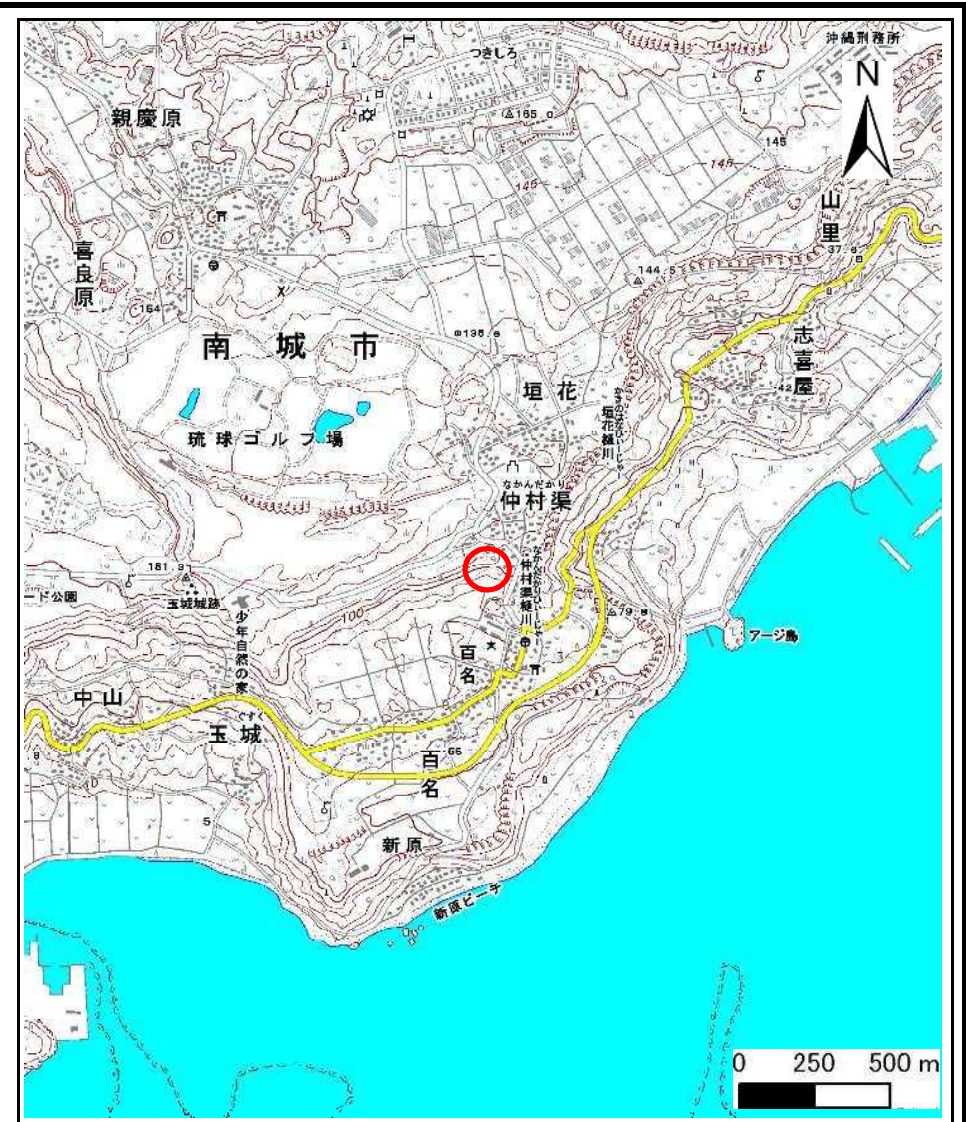 沖縄刑務所
つきしろ
N
165.0
親慶原
145
145
山里
37.6
喜良原
144.5
164
136.6
志喜屋
南城市
42
垣花
かきのはなひーじゃー
垣花樋川
琉球ゴルフ場
なかんだかり
仲村渠
なかんだかりひーじゃー
仲村渠樋川
181.3
玉城城跡
ード公園
100
79.8
少年自然の家
アージ島
百名
中山
ぐすく
玉城
66
百名
5
新原
新原ビーチ
0 250 500 m